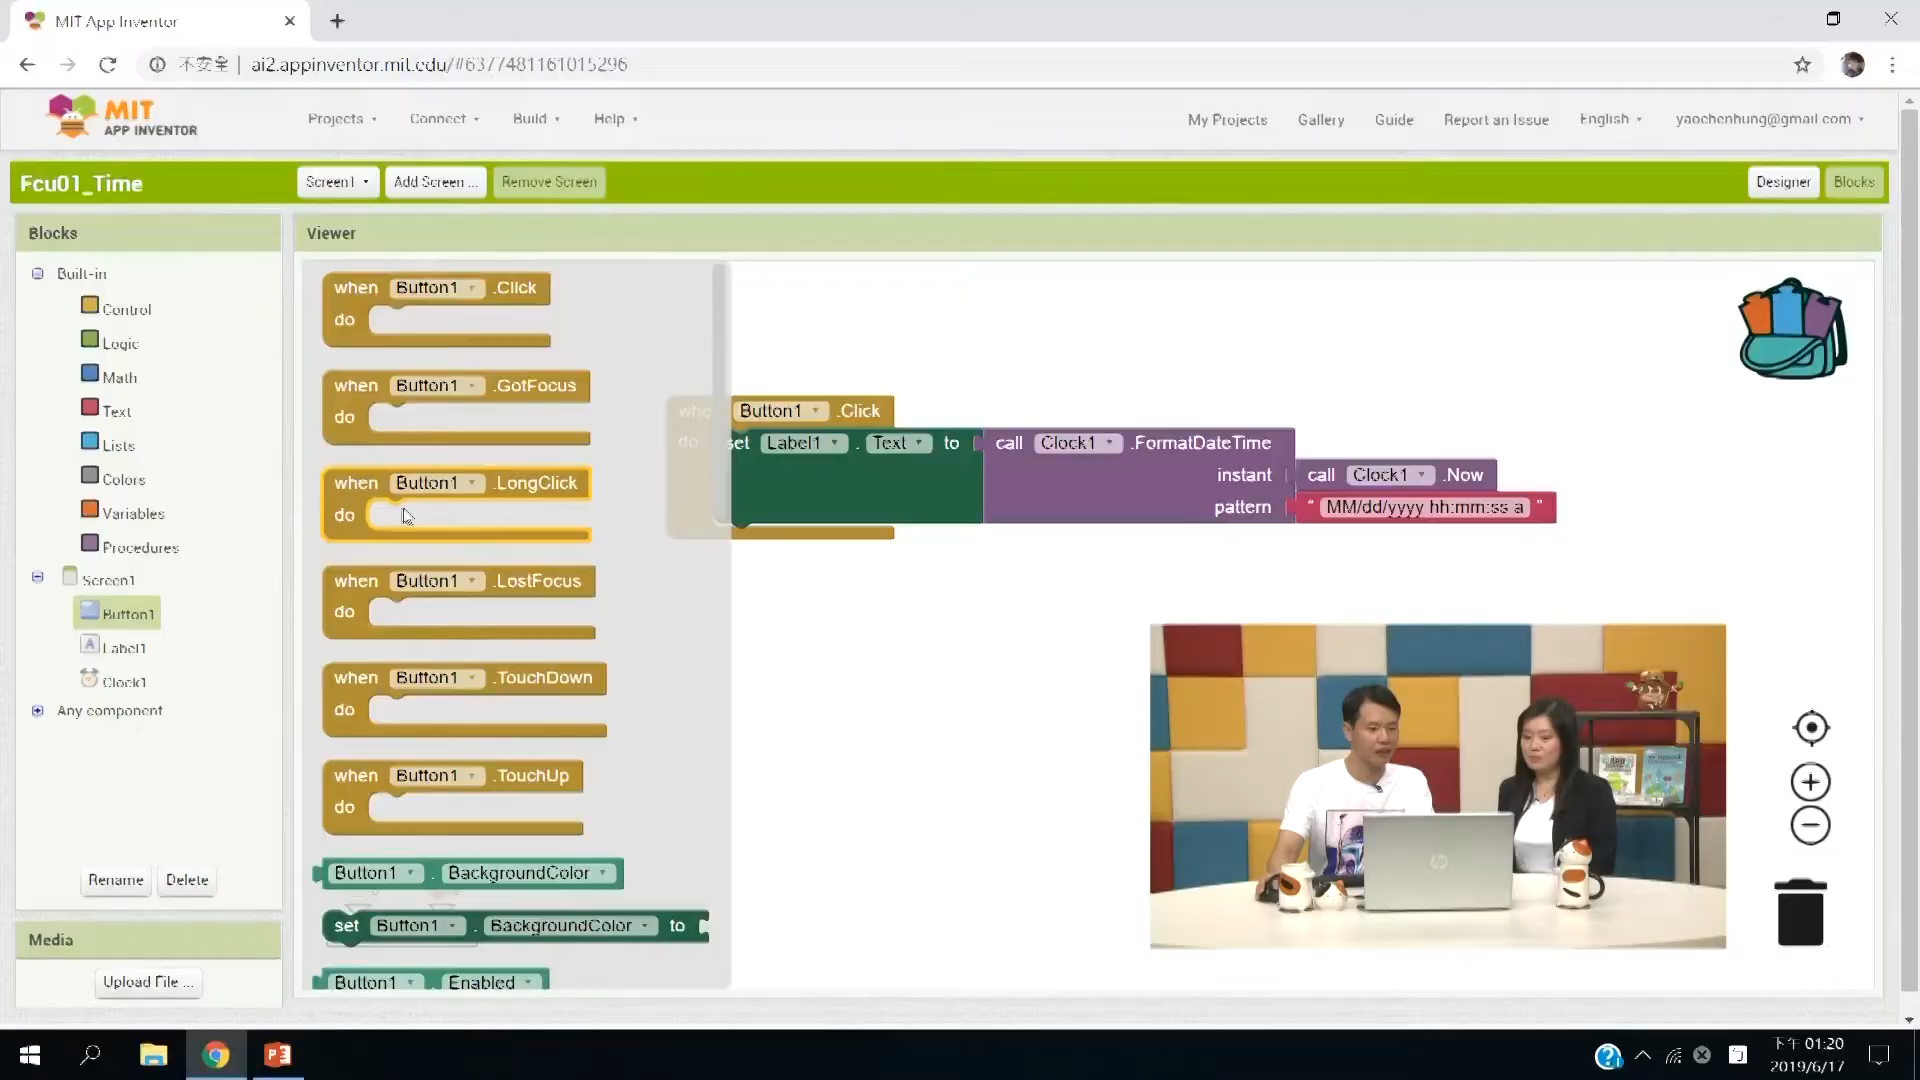 MIT App Inventor
不安全 | ai2.appinventor.mit.edu/#6377481161015296
MIT
APP INVENTOR
Projects
Connect
Build
Help
My Projects
Gallery
Guide
Report an Issue
English
yaochenhung@gmail.com
Fcu01_Time
Screen1
Add Screen ...
Remove Screen
Designer
Blocks
Blocks
Built-in
Control
Logic
Math
Text
Lists
Colors
Variables
Procedures
Screen1
Button1
Label1
Clock1
Any component
Rename
Delete
Media
Upload File ...
Viewer
when Button1 .Click
do
when Button1 .GotFocus
do
when Button1 .LongClick
do
when Button1 .LostFocus
do
when Button1 .TouchDown
do
when Button1 .TouchUp
do
Button1 . BackgroundColor
set Button1 . BackgroundColor to
Button1 . Enabled
when Button1 .Click
do set Label1 . Text to call Clock1 .FormatDateTime
instant call Clock1 .Now
pattern " MM/dd/yyyy hh:mm:ss a "
下午 01:20
2019/6/17